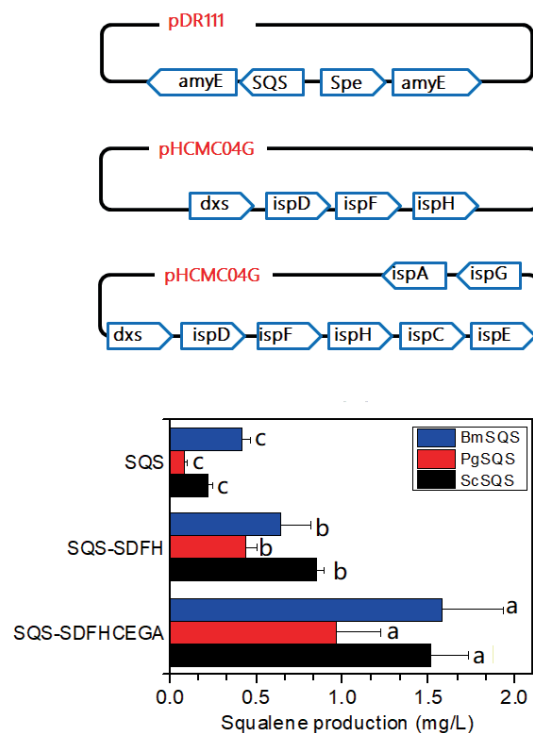 pDR111
amyE SQS Spe amyE
pHCMC04G
dxs ispD ispF ispH
pHCMC04G
ispA ispG
dxs ispD ispF ispH ispC ispE
BmSQS
PgSQS
ScSQS
SQS
c
c
c
SQS-SDFH
b
b
b
SQS-SDFHCEGA
a
a
a
0.0 0.5 1.0 1.5 2.0
Squalene production (mg/L)